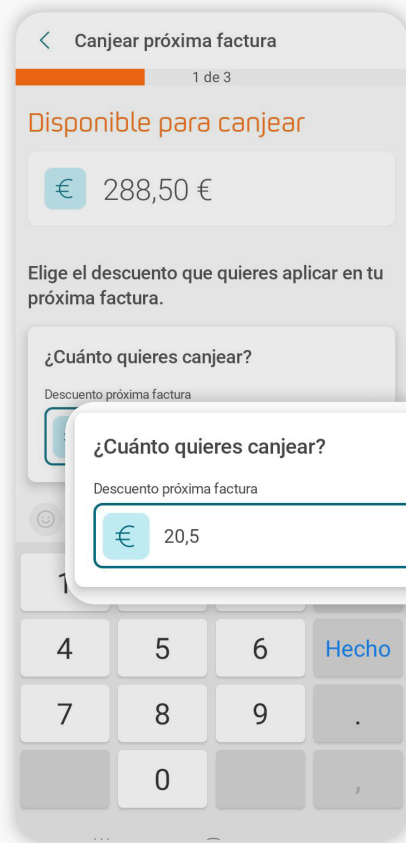 Canjear próxima factura
1 de 3
Disponible para canjear
€ 288,50 €
Elige el descuento que quieres aplicar en tu
próxima factura.
¿Cuánto quieres canjear?
Descuento próxima factura
¿Cuánto quieres canjear?
Descuento próxima factura
€ 20,5
1
4 5 6 Hecho
7 8 9 .
0 ,